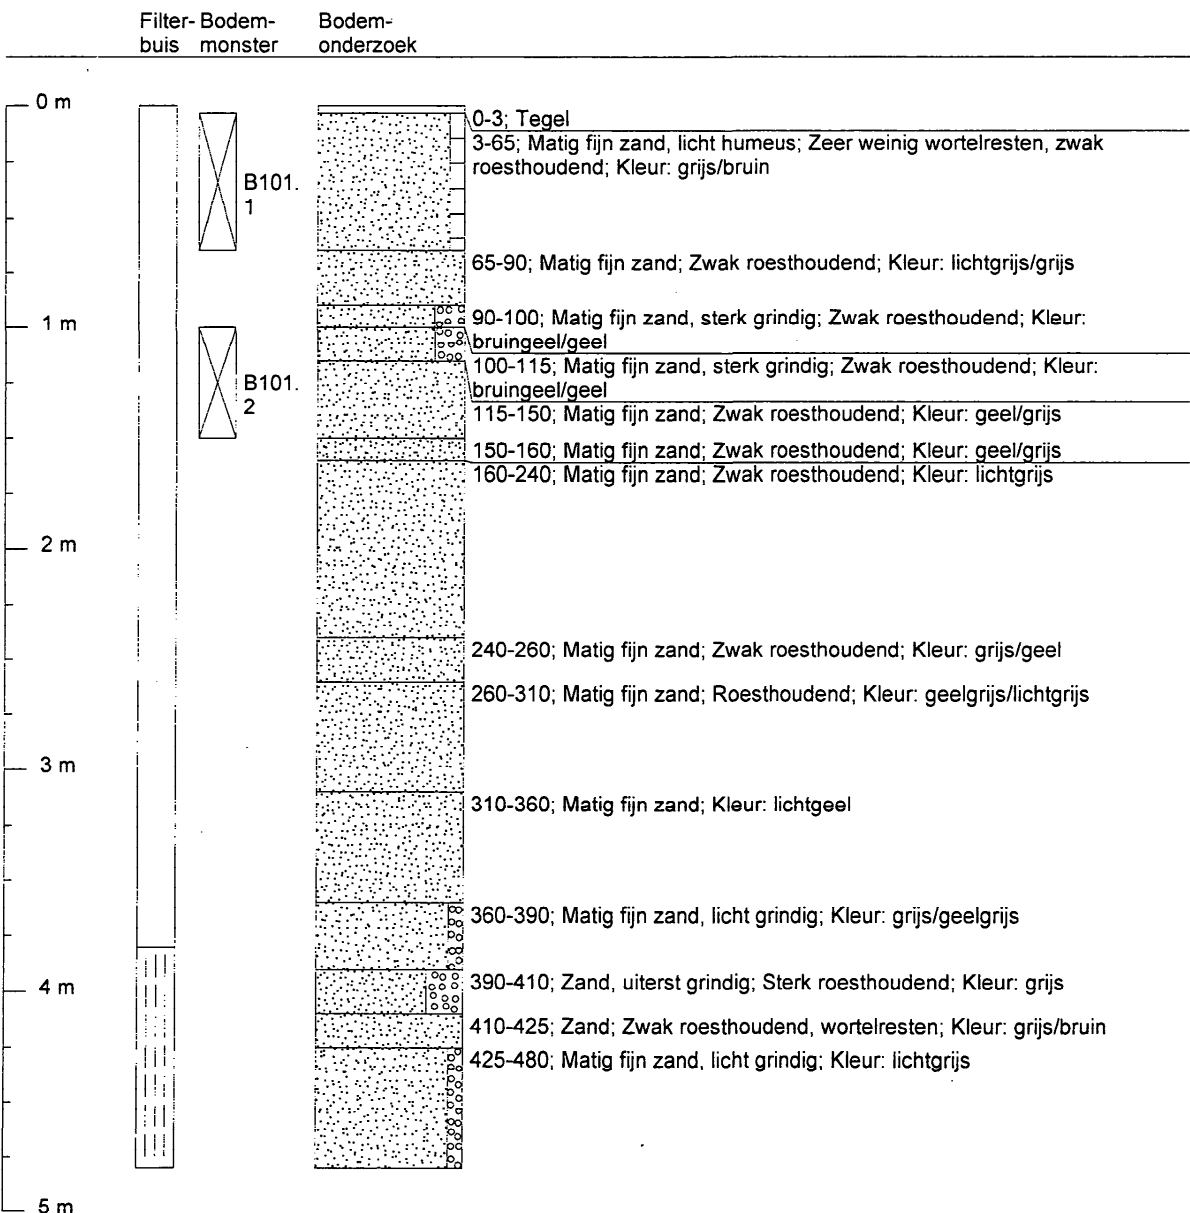 Filter- Bodem- Bodem-
buis monster onderzoek
0 m
0-3; Tegel
3-65; Matig fijn zand, licht humeus; Zeer weinig wortelresten, zwak
roesthoudend; Kleur: grijs/bruin
B101.
1
65-90; Matig fijn zand; Zwak roesthoudend; Kleur: lichtgrijs/grijs
1 m
90-100; Matig fijn zand, sterk grindig; Zwak roesthoudend; Kleur:
bruingeel/geel
100-115; Matig fijn zand, sterk grindig; Zwak roesthoudend; Kleur:
bruingeel/geel
B101.
2
115-150; Matig fijn zand; Zwak roesthoudend; Kleur: geel/grijs
150-160; Matig fijn zand; Zwak roesthoudend; Kleur: geel/grijs
160-240; Matig fijn zand; Zwak roesthoudend; Kleur: lichtgrijs
2 m
240-260; Matig fijn zand; Zwak roesthoudend; Kleur: grijs/geel
260-310; Matig fijn zand; Roesthoudend; Kleur: geelgrijs/lichtgrijs
3 m
310-360; Matig fijn zand; Kleur: lichtgeel
360-390; Matig fijn zand, licht grindig; Kleur: grijs/geelgrijs
4 m
390-410; Zand, uiterst grindig; Sterk roesthoudend; Kleur: grijs
410-425; Zand; Zwak roesthoudend, wortelresten; Kleur: grijs/bruin
425-480; Matig fijn zand, licht grindig; Kleur: lichtgrijs
5 m